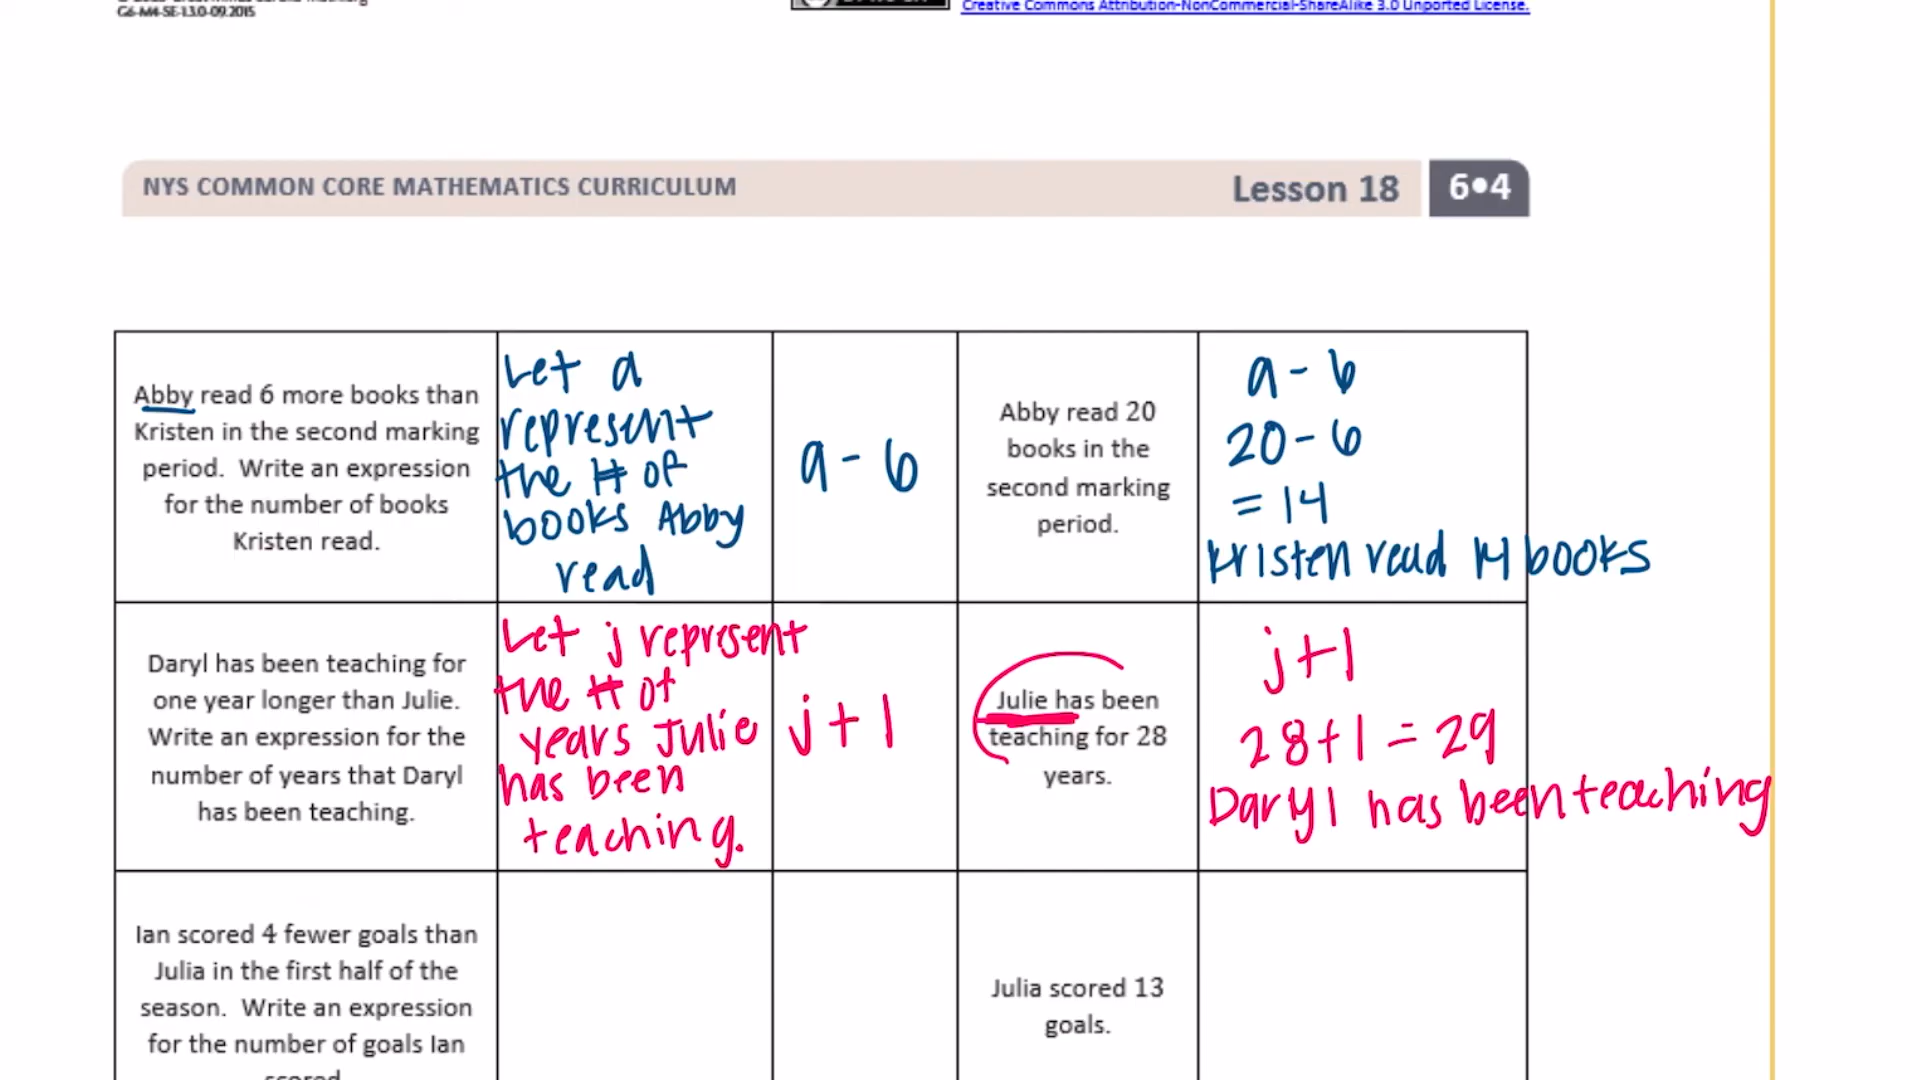 G6-M4-SE-1.3.0-09.2015
Creative Commons Attribution-NonCommercial-ShareAlike 3.0 Unported License.
NYS COMMON CORE MATHEMATICS CURRICULUM
Lesson 18
6•4
Abby read 6 more books than
Kristen in the second marking
period. Write an expression
for the number of books
Kristen read.
Let a
represent
the # of
books Abby
read
a - 6
Abby read 20
books in the
second marking
period.
a - 6
20 - 6
= 14
Kristen read 14 books
Daryl has been teaching for
one year longer than Julie.
Write an expression for the
number of years that Daryl
has been teaching.
Let j represent
the # of
years Julie
has been
teaching.
j + 1
Julie has been
teaching for 28
years.
j + 1
28 + 1 = 29
Daryl has been teaching
Ian scored 4 fewer goals than
Julia in the first half of the
season. Write an expression
for the number of goals Ian
scored
Julia scored 13
goals.